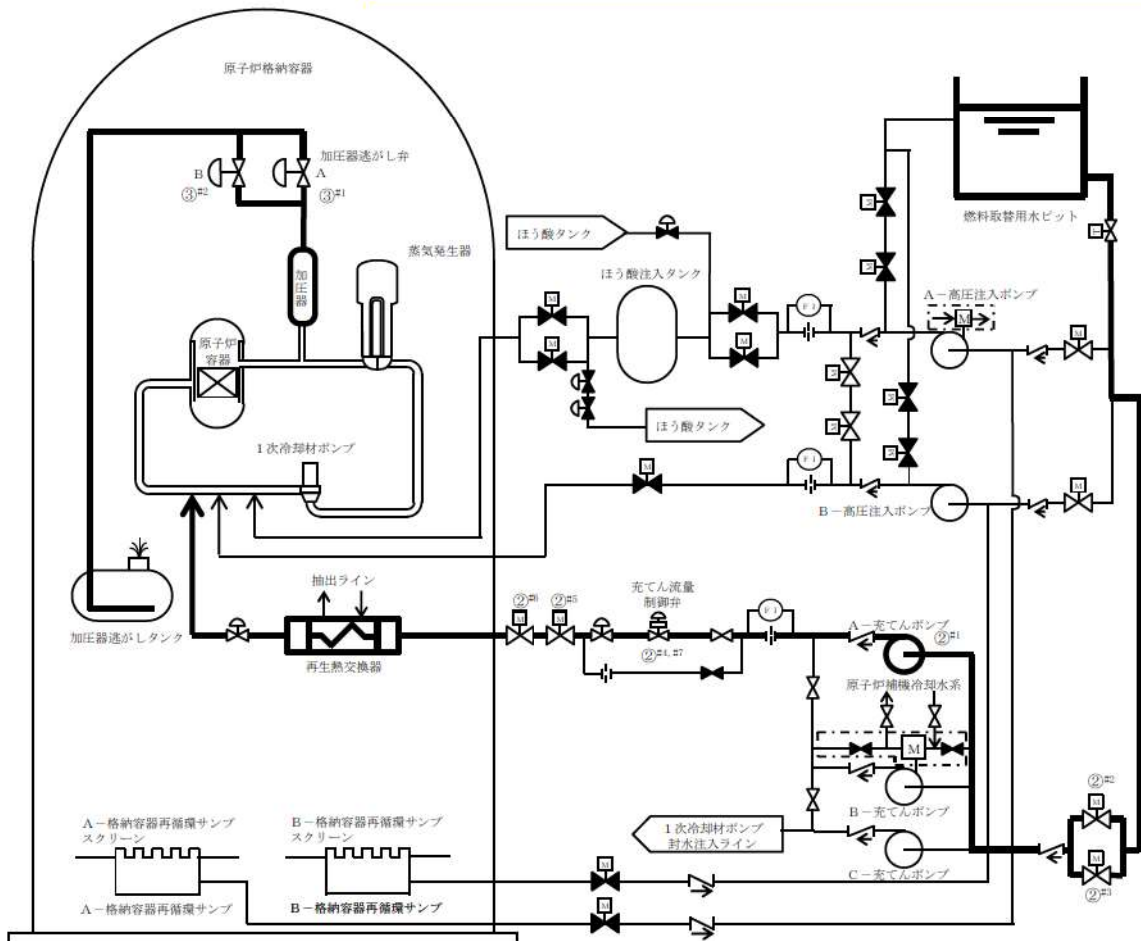 原子炉格納容器
加圧器逃がし弁
B
A
③#2
③#1
燃料取替用水ピット
ほう酸タンク
蒸気発生器
加圧器
ほう酸注入タンク
A－高圧注入ポンプ
M
M
M
M
M
M
M
M
F I
原子炉
容器
ほう酸タンク
1次冷却材ポンプ
M
F I
M
B－高圧注入ポンプ
抽出ライン
充てん流量
制御弁
②#6
②#5
M
M
F I
A－充てんポンプ
②#1
加圧器逃がしタンク
再生熱交換器
②#4, #7
原子炉補機冷却水系
M
②#2
M
B－充てんポンプ
A－格納容器再循環サンプ
スクリーン
B－格納容器再循環サンプ
スクリーン
1次冷却材ポンプ
封水注入ライン
M
M
C－充てんポンプ
②#3
A－格納容器再循環サンプ
B－格納容器再循環サンプ
M